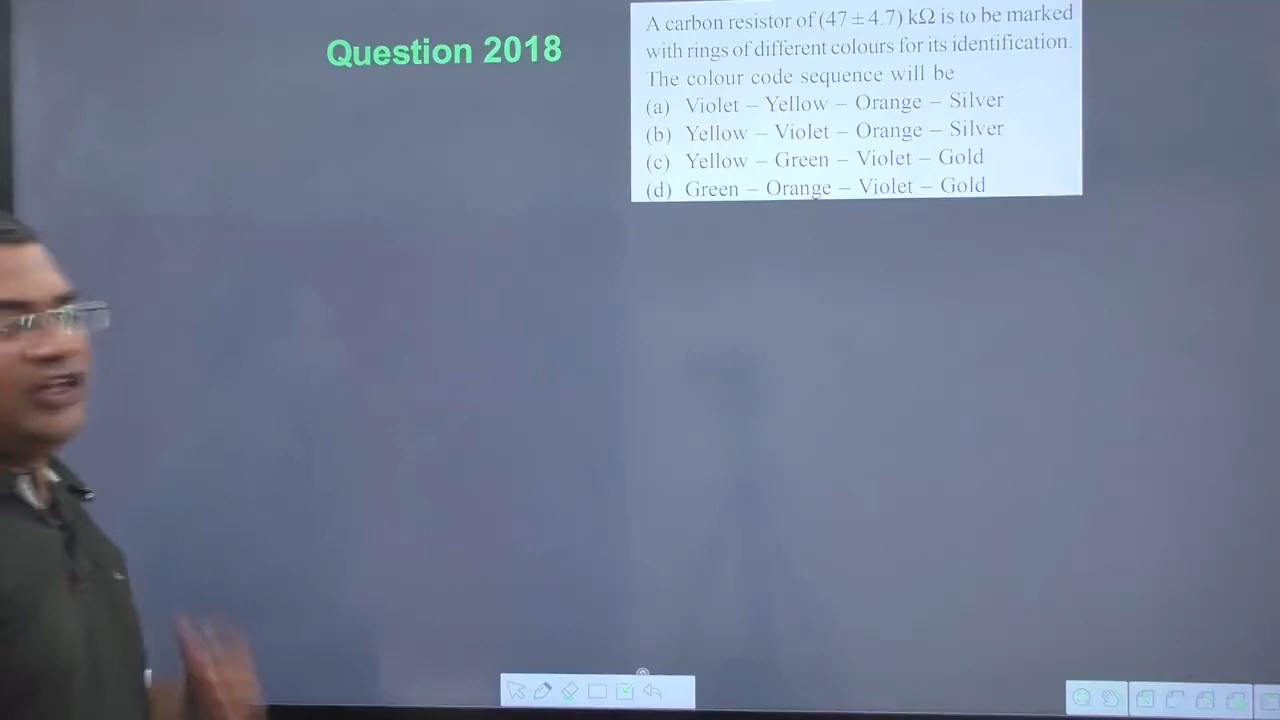 Question 2018
A carbon resistor of (47 ± 4.7) kΩ is to be marked
with rings of different colours for its identification.
The colour code sequence will be
(a) Violet – Yellow – Orange – Silver
(b) Yellow – Violet – Orange – Silver
(c) Yellow – Green – Violet – Gold
(d) Green – Orange – Violet – Gold